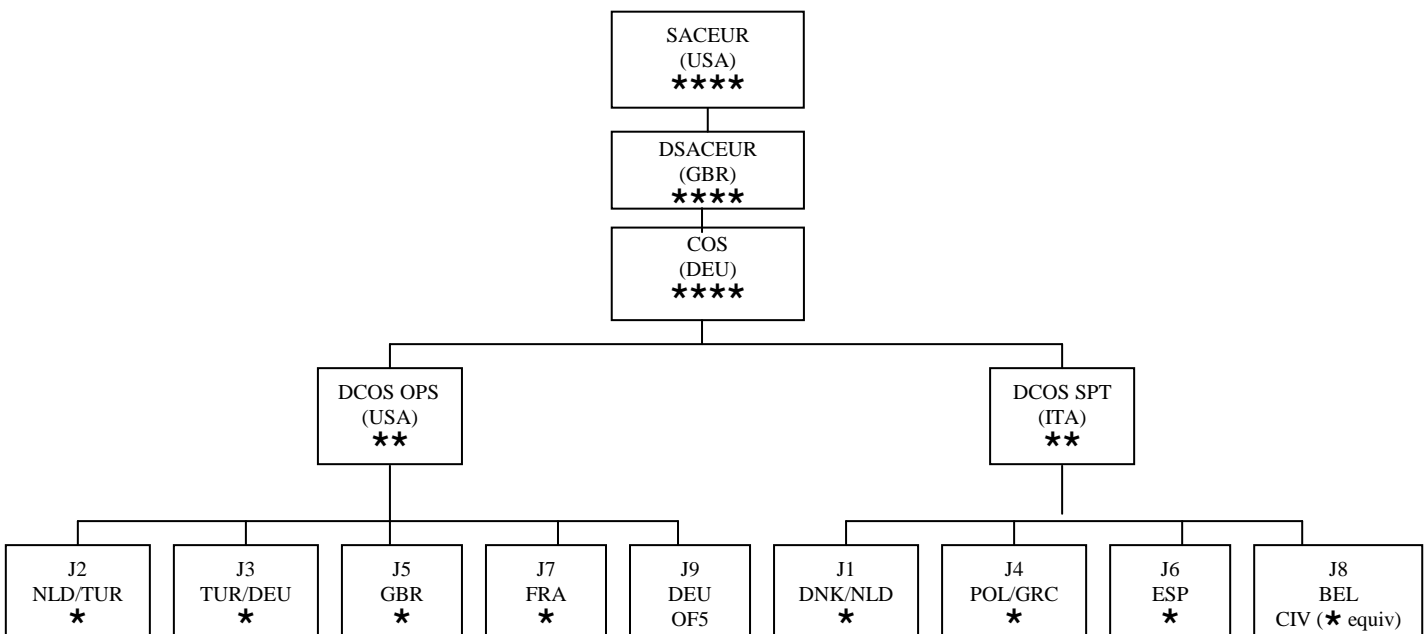 SACEUR
(USA)
★★★★
DSACEUR
(GBR)
★★★★
COS
(DEU)
★★★★
DCOS OPS
(USA)
★★
DCOS SPT
(ITA)
★★
J2
NLD/TUR
★
J3
TUR/DEU
★
J5
GBR
★
J7
FRA
★
J9
DEU
OF5
J1
DNK/NLD
★
J4
POL/GRC
★
J6
ESP
★
J8
BEL
CIV (★ equiv)